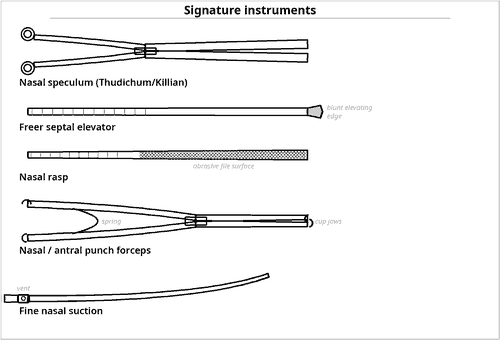 Signature instruments
Nasal speculum (Thudichum/Killian)
blunt elevating
edge
Freer septal elevator
abrasive file surface
Nasal rasp
spring
cup jaws
Nasal / antral punch forceps
vent
Fine nasal suction